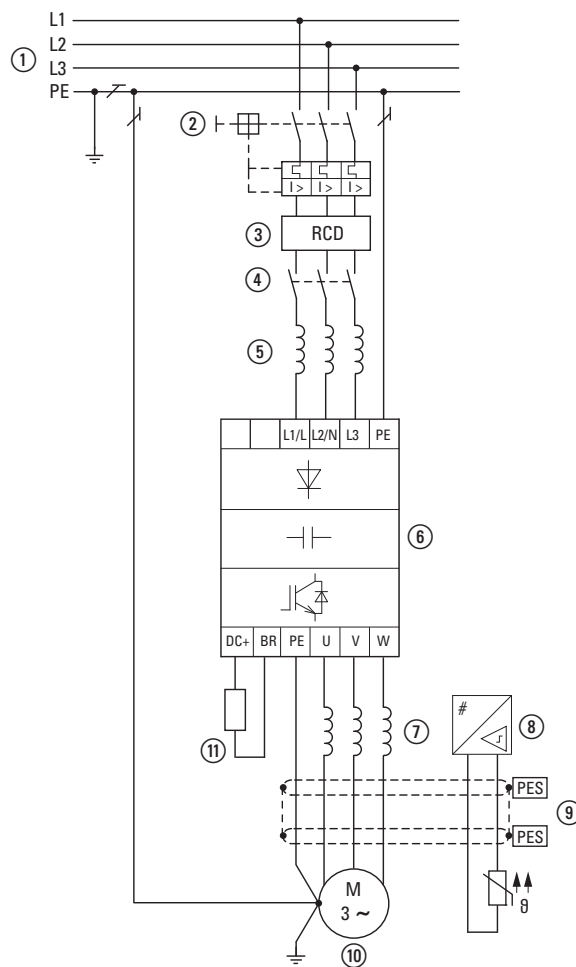 L1
L2
① L3
PE
②
I> I> I>
③ RCD
④
⑤
L1/L L2/N L3 PE
⑥
DC+ BR PE U V W
# ⑧
⑦
⑪
PES
⑨
PES
M
3 ~
ϑ
⑩